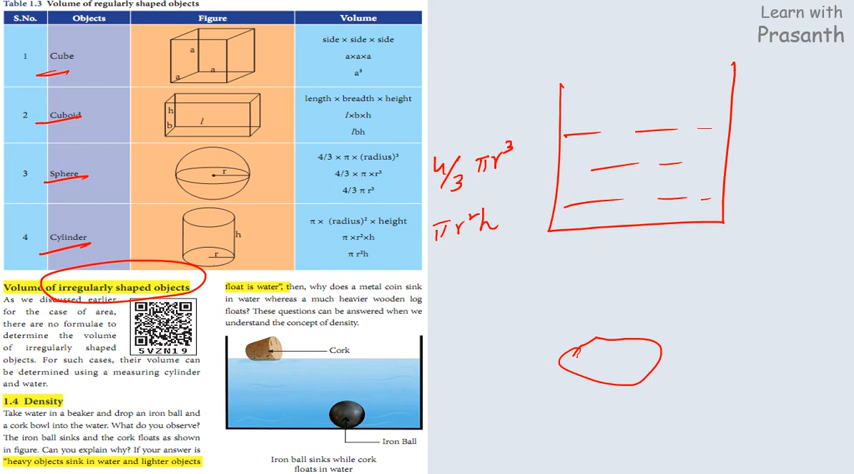 Table 1.3 Volume of regularly shaped objects
S.No. Objects Figure Volume
1 Cube a a a side × side × side
a×a×a
a³
2 Cuboid h b l length × breadth × height
l×b×h
lbh
3 Sphere r 4/3 × π × (radius)³
4/3 × π ×r³
4/3 π r³
4 Cylinder h r π× (radius)² × height
π ×r²×h
π r²h
Volume of irregularly shaped objects
As we discussed earlier
for the case of area,
there are no formulae to
determine the volume
of irregularly shaped
objects. For such cases, their volume can
be determined using a measuring cylinder
and water.
5VZN19
1.4 Density
Take water in a beaker and drop an iron ball and
a cork bowl into the water. What do you observe?
The iron ball sinks and the cork floats as shown
in figure. Can you explain why? If your answer is
"heavy objects sink in water and lighter objects
float is water", then, why does a metal coin sink
in water whereas a much heavier wooden log
floats? These questions can be answered when we
understand the concept of density.
Cork
Iron Ball
Iron ball sinks while cork
floats in water
Learn with
Prasanth
4/3 πr³
πr²h